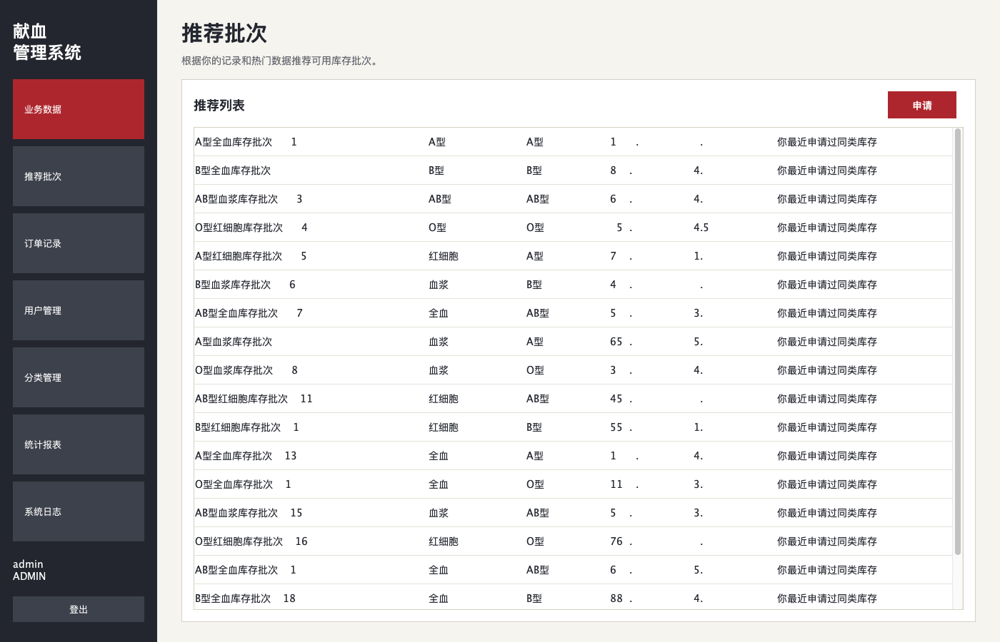 献血
管理系统
业务数据
推荐批次
订单记录
用户管理
分类管理
统计报表
系统日志
admin
ADMIN
登出
推荐批次
根据你的记录和热门数据推荐可用库存批次。
推荐列表
申请
A型全血库存批次 1 A型 A型 1 . . 你最近申请过同类库存
B型全血库存批次 B型 B型 8 . 4. 你最近申请过同类库存
AB型血浆库存批次 3 AB型 AB型 6 . 4. 你最近申请过同类库存
O型红细胞库存批次 4 O型 O型 5 . 4.5 你最近申请过同类库存
A型红细胞库存批次 5 红细胞 A型 7 . 1. 你最近申请过同类库存
B型血浆库存批次 6 血浆 B型 4 . . 你最近申请过同类库存
AB型全血库存批次 7 全血 AB型 5 . 3. 你最近申请过同类库存
A型血浆库存批次 血浆 A型 65 . 5. 你最近申请过同类库存
O型血浆库存批次 8 血浆 O型 3 . 4. 你最近申请过同类库存
AB型红细胞库存批次 11 红细胞 AB型 45 . . 你最近申请过同类库存
B型红细胞库存批次 1 红细胞 B型 55 . 1. 你最近申请过同类库存
A型全血库存批次 13 全血 A型 1 . 4. 你最近申请过同类库存
O型全血库存批次 1 全血 O型 11 . 3. 你最近申请过同类库存
AB型血浆库存批次 15 血浆 AB型 5 . 3. 你最近申请过同类库存
O型红细胞库存批次 16 红细胞 O型 76 . . 你最近申请过同类库存
AB型全血库存批次 1 全血 AB型 6 . 5. 你最近申请过同类库存
B型全血库存批次 18 全血 B型 88 . 4. 你最近申请过同类库存